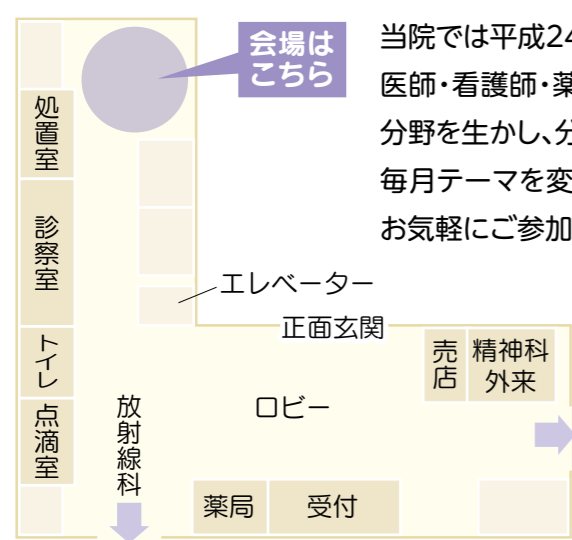 会場は
こちら
当院では平成24
医師・看護師・薬
分野を生かし、分
毎月テーマを変
お気軽にご参加
処置室
診察室
トイレ
点滴室
放射線科
エレベーター
正面玄関
ロビー
売店
精神科
外来
薬局
受付